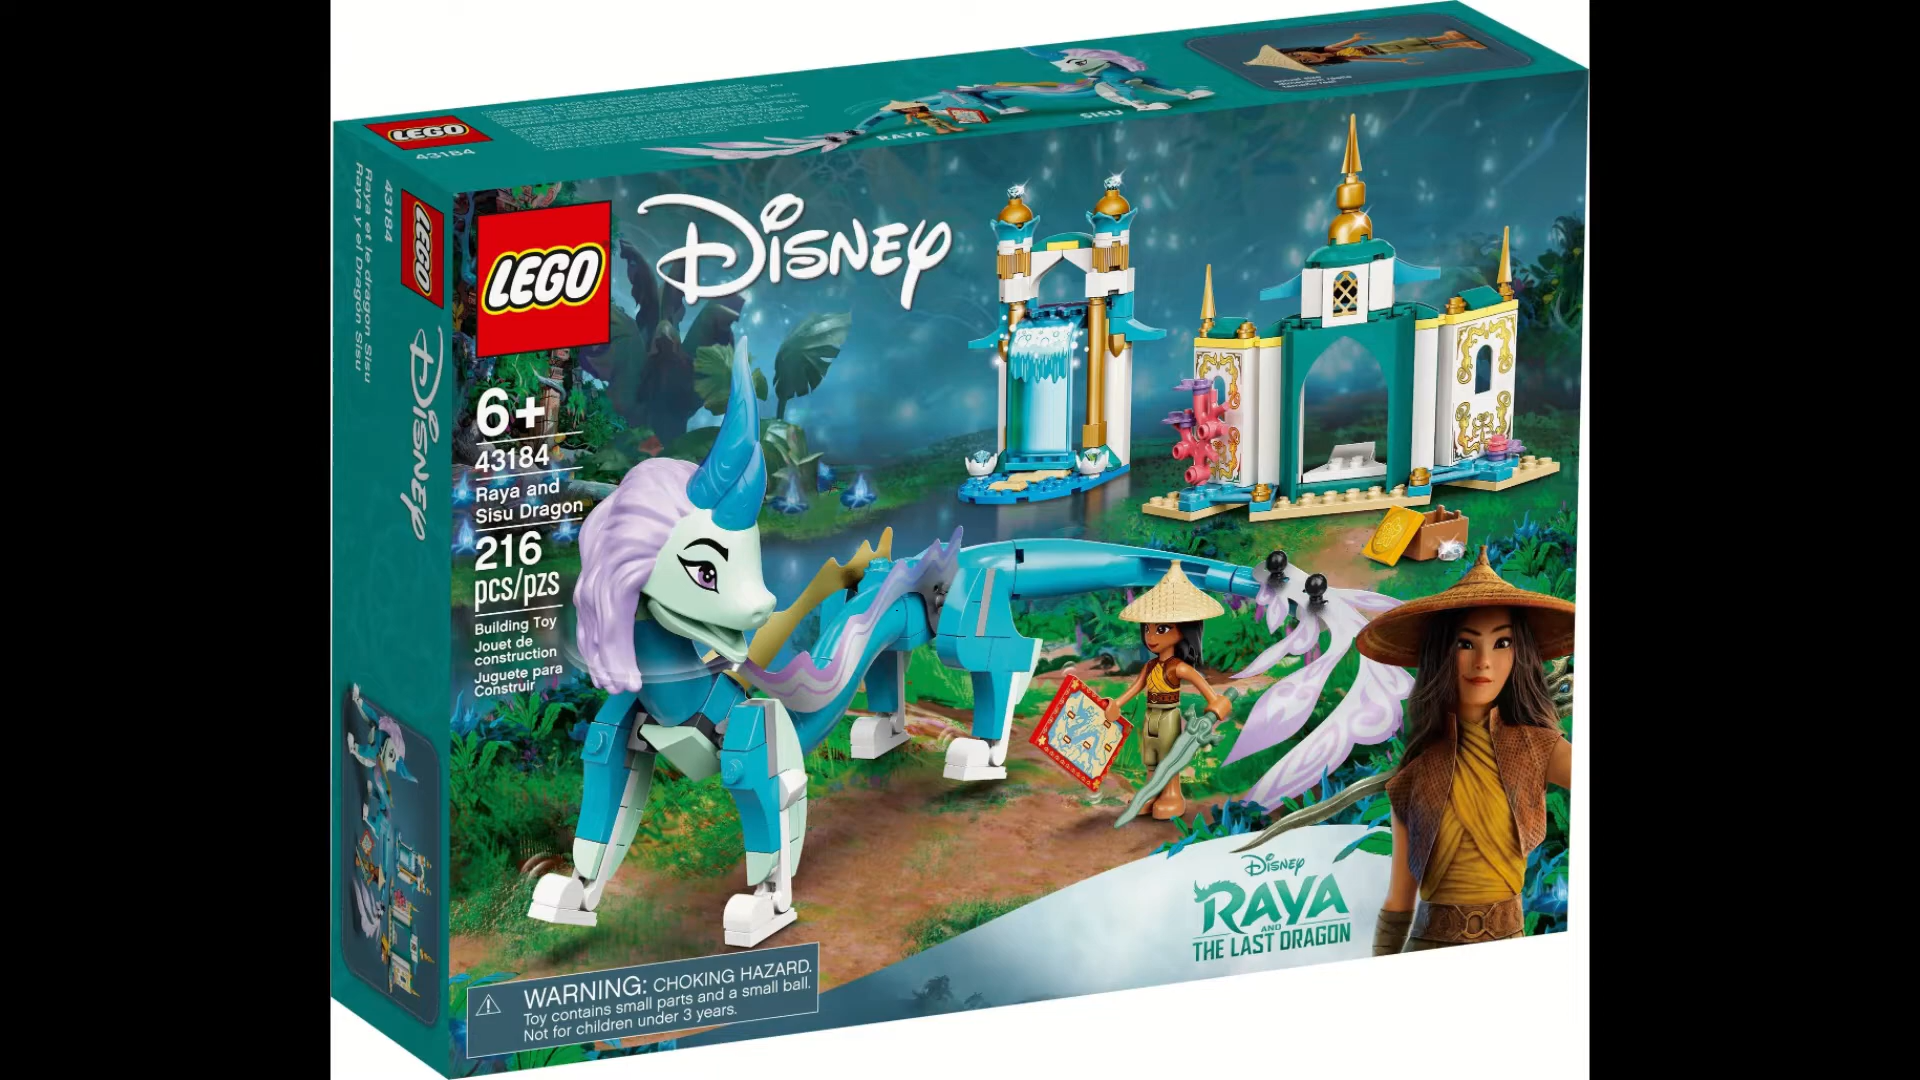 LEGO
43184
RAYA
SISU
LEGO
43184
Raya et le dragon Sisu
Raya y el Dragón Sisu
DISNEY
LEGO
DISNEY
6+
43184
Raya and
Sisu Dragon
216
pcs/pzs
Building Toy
Jouet de
construction
Juguete para
Construir
DISNEY
RAYA
AND
THE LAST DRAGON
WARNING: CHOKING HAZARD.
Toy contains small parts and a small ball.
Not for children under 3 years.